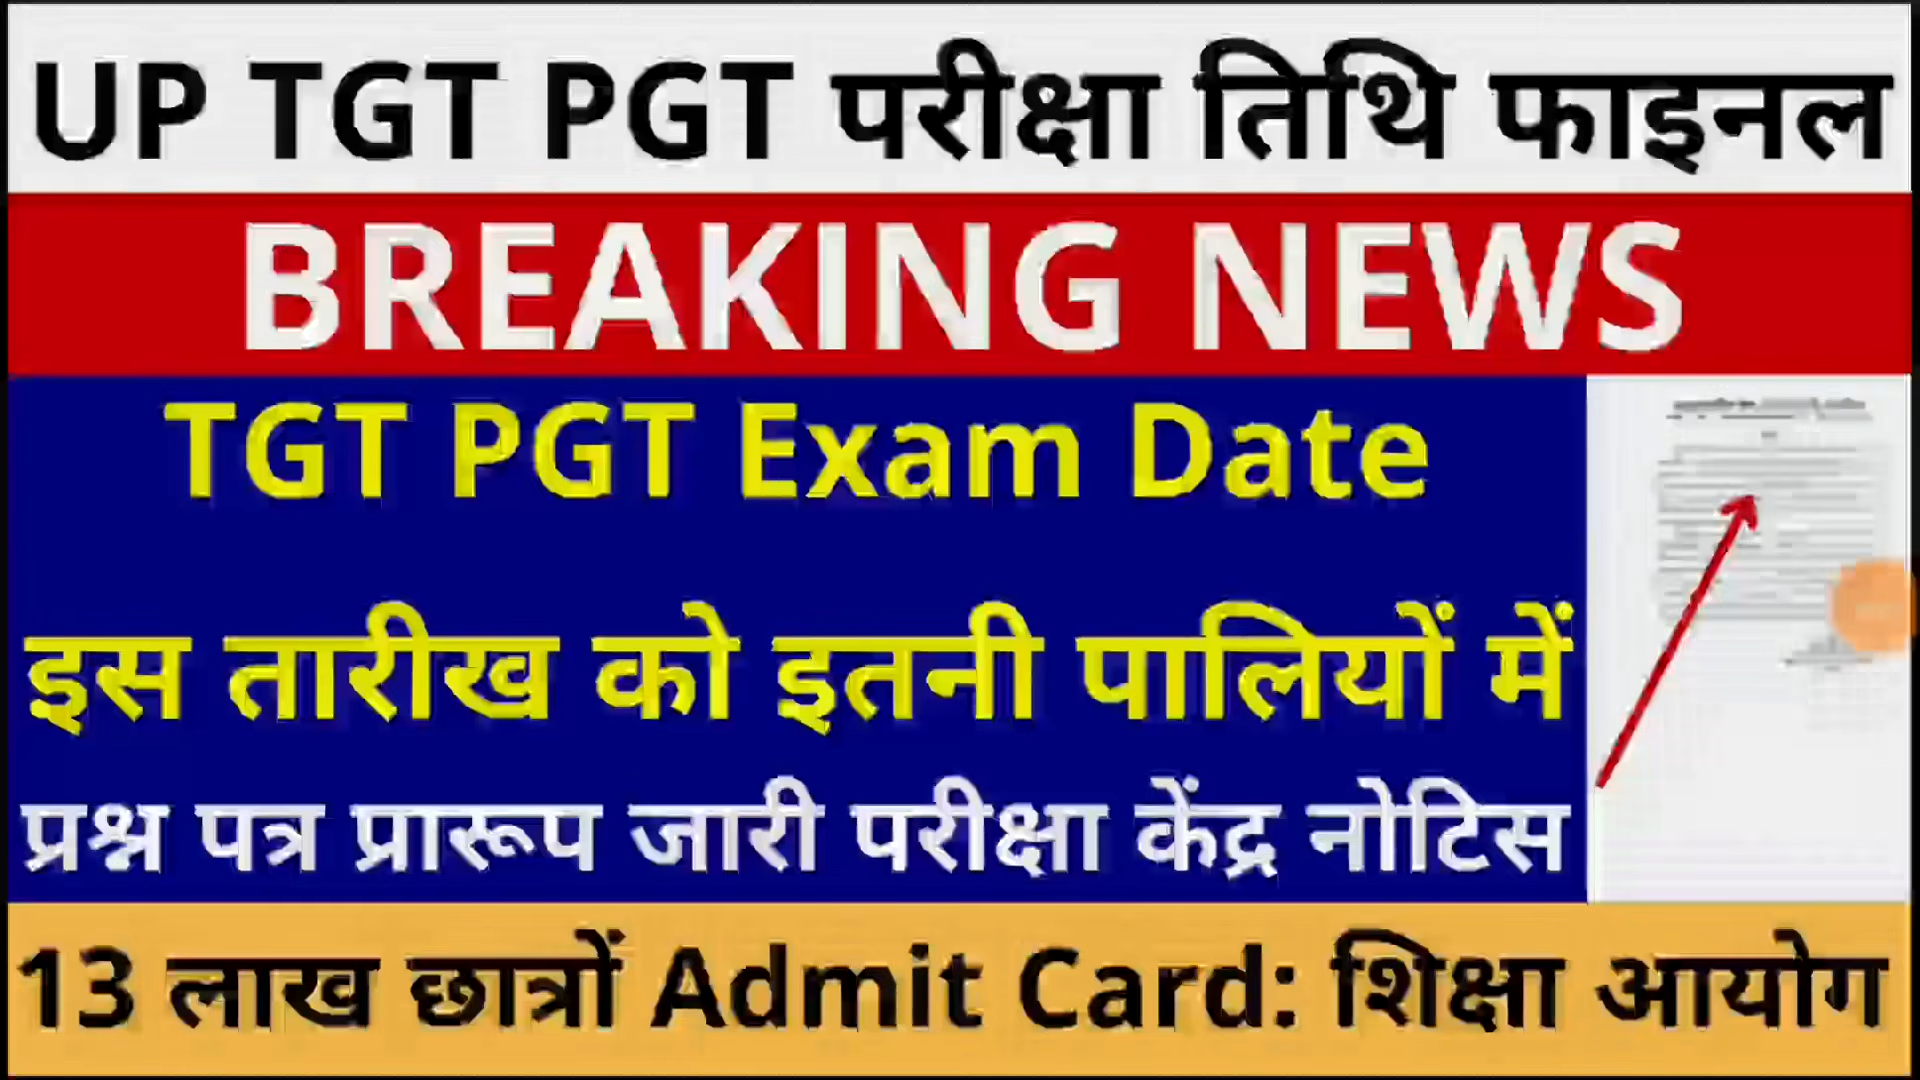 UP TGT PGT परीक्षा तिथि फाइनल
BREAKING NEWS
TGT PGT Exam Date
इस तारीख को इतनी पालियों में
प्रश्न पत्र प्रारूप जारी परीक्षा केंद्र नोटिस
13 लाख छात्रों Admit Card: शिक्षा आयोग